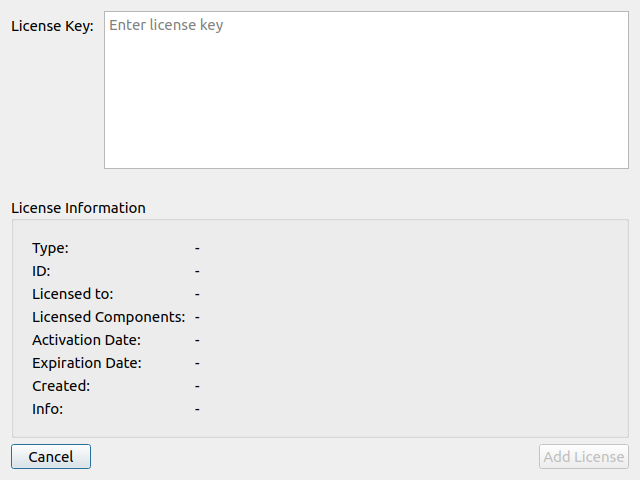 License Key: Enter license key
License Information
Type: -
ID: -
Licensed to: -
Licensed Components: -
Activation Date: -
Expiration Date: -
Created: -
Info: -
Cancel Add License